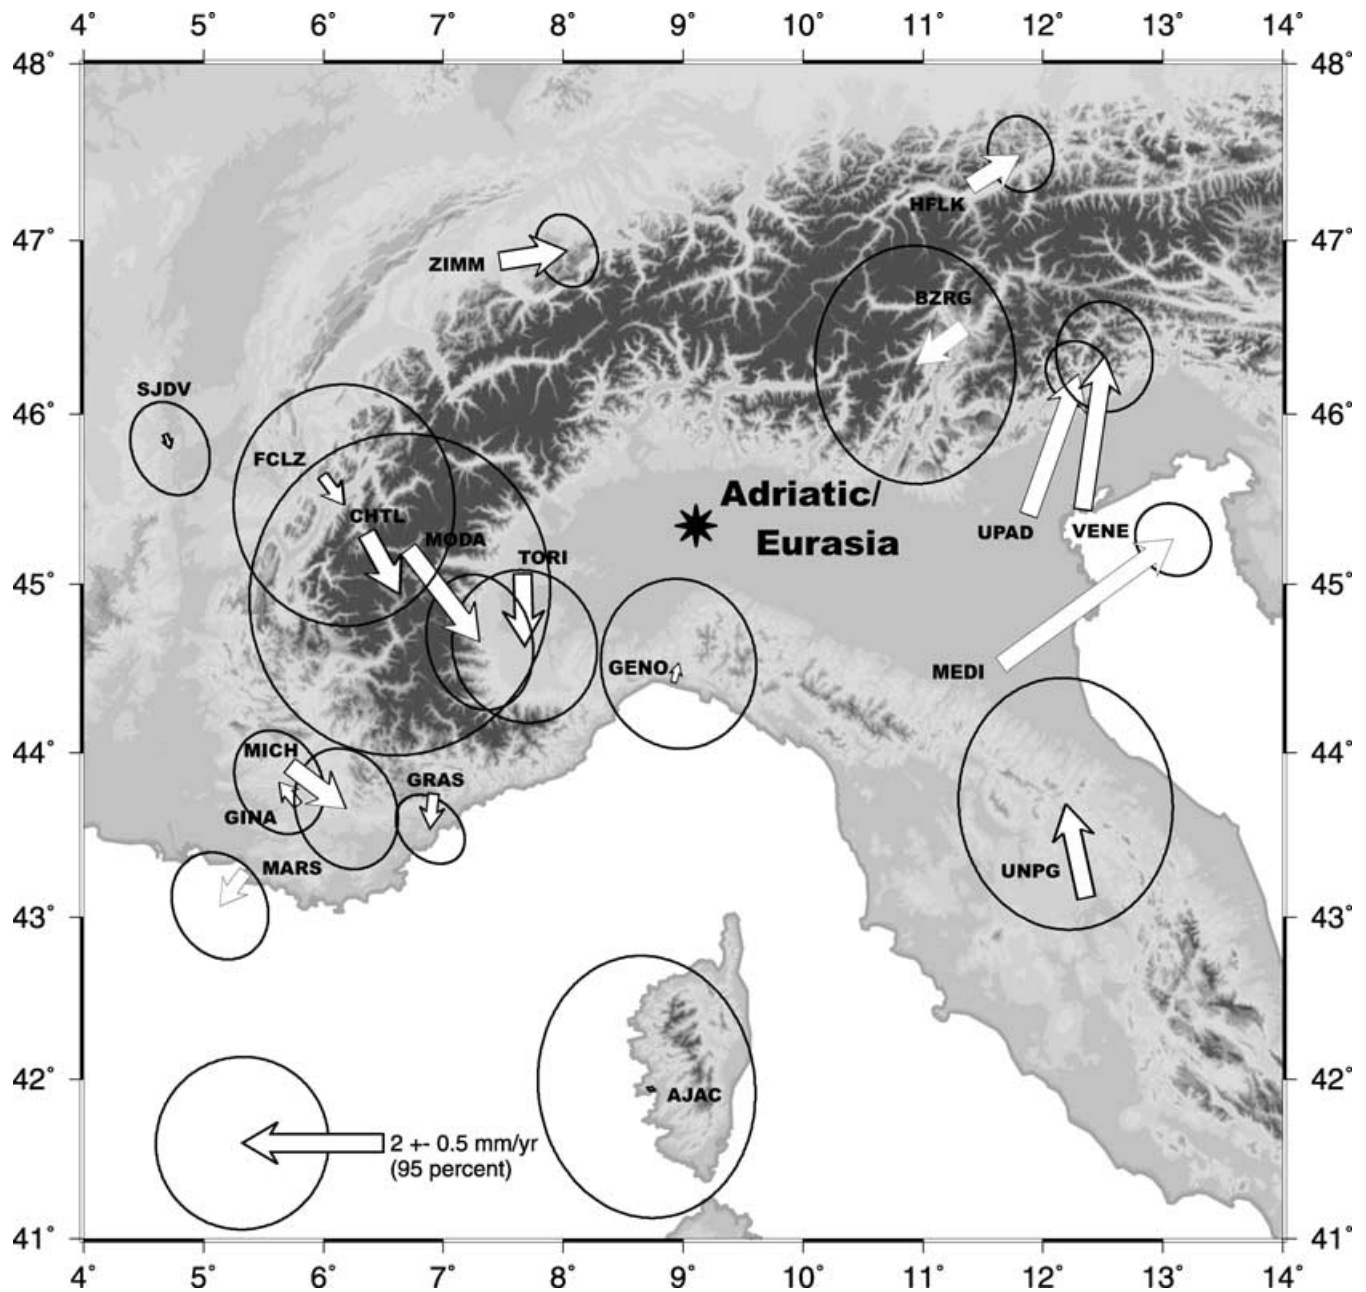 4° 5° 6° 7° 8° 9° 10° 11° 12° 13° 14°
48° 48°
HFLK
47° 47°
ZIMM
BZRG
SJDV
46° 46°
FCLZ
Adriatic/
CHTL
UPAD VENE
MODA
Eurasia
TORI
45° 45°
GENO
MEDI
44° 44°
MICH
GRAS
GINA
MARS
UNPG
43° 43°
42° 42°
AJAC
2 +- 0.5 mm/yr
(95 percent)
41° 41°
4° 5° 6° 7° 8° 9° 10° 11° 12° 13° 14°